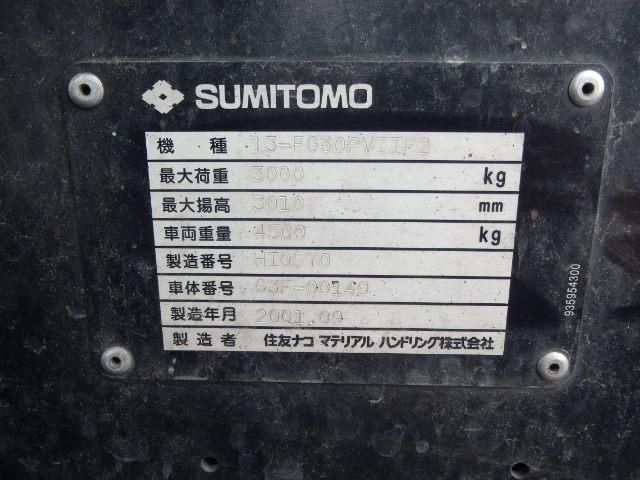 SUMITOMO
機種 13-FG30PVIIF2
最大荷重 3000 kg
最大揚高 3010 mm
車両重量 4500 kg
製造番号 HI0570
車体番号 G3F-00149
製造年月 2001.09
製造者 住友ナコ マテリアル ハンドリング株式会社
935954300